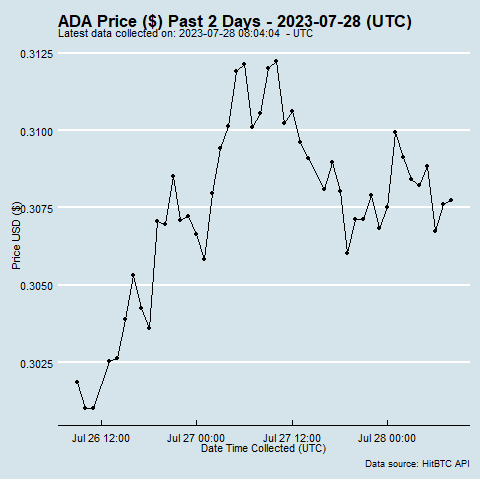 ADA Price ($) Past 2 Days - 2023-07-28 (UTC)
Latest data collected on: 2023-07-28 08:04:04 - UTC
0.3125
0.3100
0.3075
0.3050
0.3025
Price USD ($)
Jul 26 12:00 Jul 27 00:00 Jul 27 12:00 Jul 28 00:00
Date Time Collected (UTC)
Data source: HitBTC API